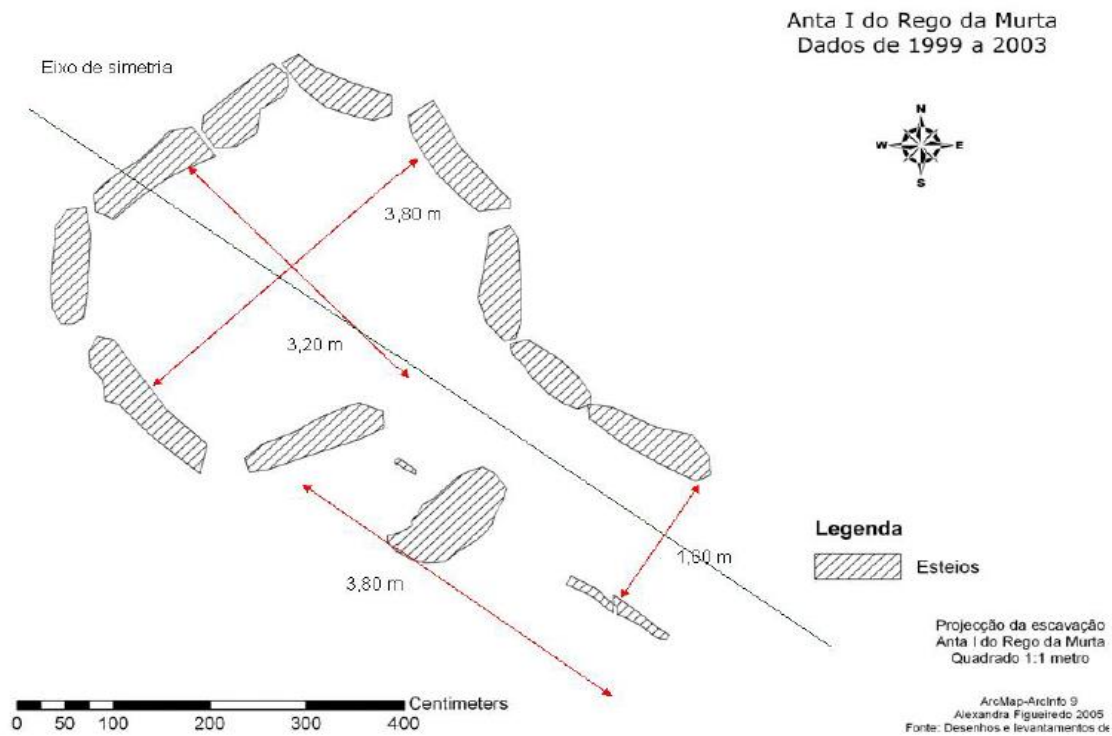 Anta I do Rego da Murta
Dados de 1999 a 2003
Eixo de simetria
N
W E
S
3,80 m
3,20 m
3,80 m
1,60 m
Legenda
Esteios
Projecção da escavação
Anta I do Rego da Murta
Quadrado 1:1 metro
Centimeters
0 50 100 200 300 400
ArcMap-ArcInfo 9
Alexandra Figueiredo 2005
Fonte: Desenhos e levantamentos de